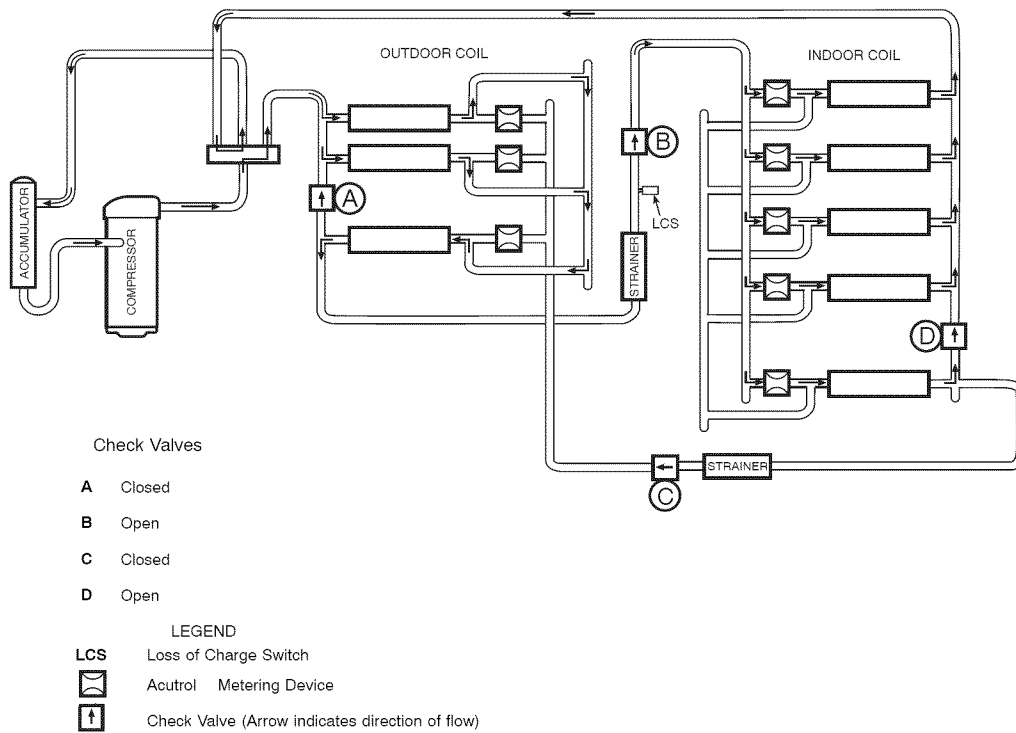 OUTDOOR COIL
INDOOR COIL
B
A
LCS
ACCUMULATOR
COMPRESSOR
STRAINER
D
STRAINER
C
Check Valves
A Closed
B Open
C Closed
D Open
LEGEND
LCS Loss of Charge Switch
Acutrol Metering Device
Check Valve (Arrow indicates direction of flow)